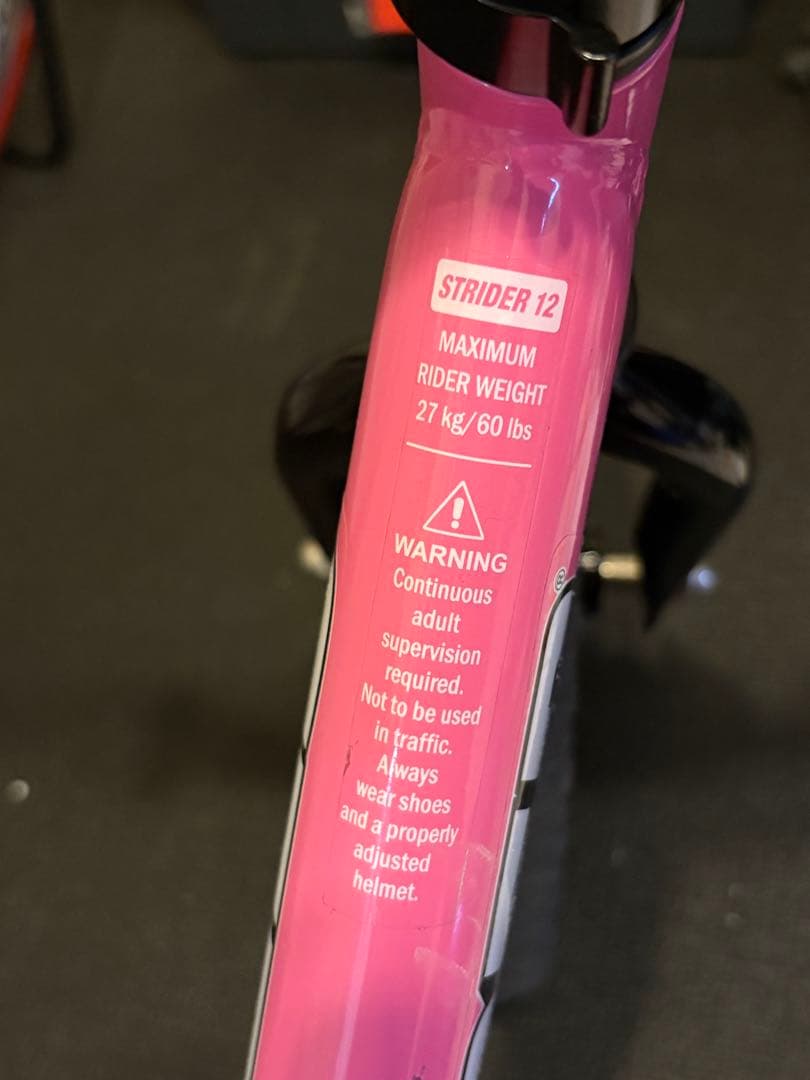 STRIDER 12
MAXIMUM
RIDER WEIGHT
27 kg/60 lbs
WARNING
Continuous
adult
supervision
required.
Not to be used
in traffic.
Always
wear shoes
and a properly
adjusted
helmet.
®